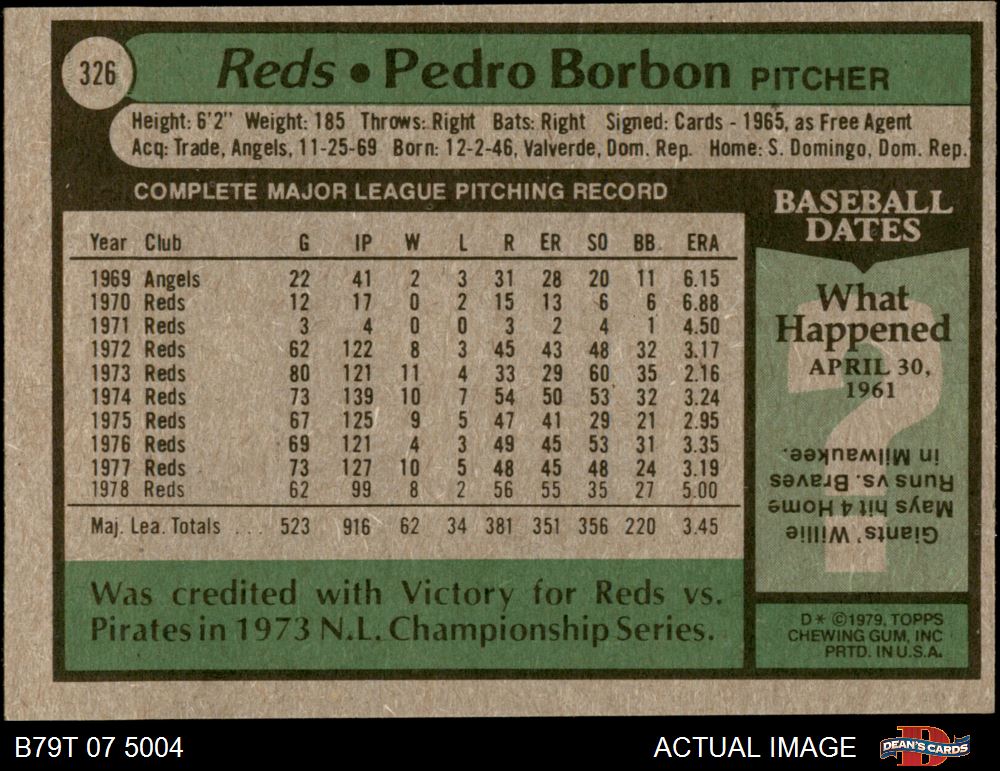 326
Reds • Pedro Borbon PITCHER
Height: 6'2" Weight: 185 Throws: Right Bats: Right Signed: Cards - 1965, as Free Agent
Acq: Trade, Angels, 11-25-69 Born: 12-2-46, Valverde, Dom. Rep. Home: S. Domingo, Dom. Rep.
COMPLETE MAJOR LEAGUE PITCHING RECORD
Year Club G IP W L R ER SO BB. ERA
1969 Angels 22 41 2 3 31 28 20 11 6.15
1970 Reds 12 17 0 2 15 13 6 6 6.88
1971 Reds 3 4 0 0 3 2 4 1 4.50
1972 Reds 62 122 8 3 45 43 48 32 3.17
1973 Reds 80 121 11 4 33 29 60 35 2.16
1974 Reds 73 139 10 7 54 50 53 32 3.24
1975 Reds 67 125 9 5 47 41 29 21 2.95
1976 Reds 69 121 4 3 49 45 53 31 3.35
1977 Reds 73 127 10 5 48 45 48 24 3.19
1978 Reds 62 99 8 2 56 55 35 27 5.00
Maj. Lea. Totals ... 523 916 62 34 381 351 356 220 3.45
Was credited with Victory for Reds vs.
Pirates in 1973 N.L. Championship Series.
BASEBALL
DATES
What
Happened
APRIL 30,
1961
?
Giants' Willie
Mays hit 4 Home
Runs vs. Braves
in Milwaukee.
D* ©1979, TOPPS
CHEWING GUM, INC
PRTD. IN U.S.A.
B79T 07 5004
ACTUAL IMAGE
D
DEAN'S CARDS